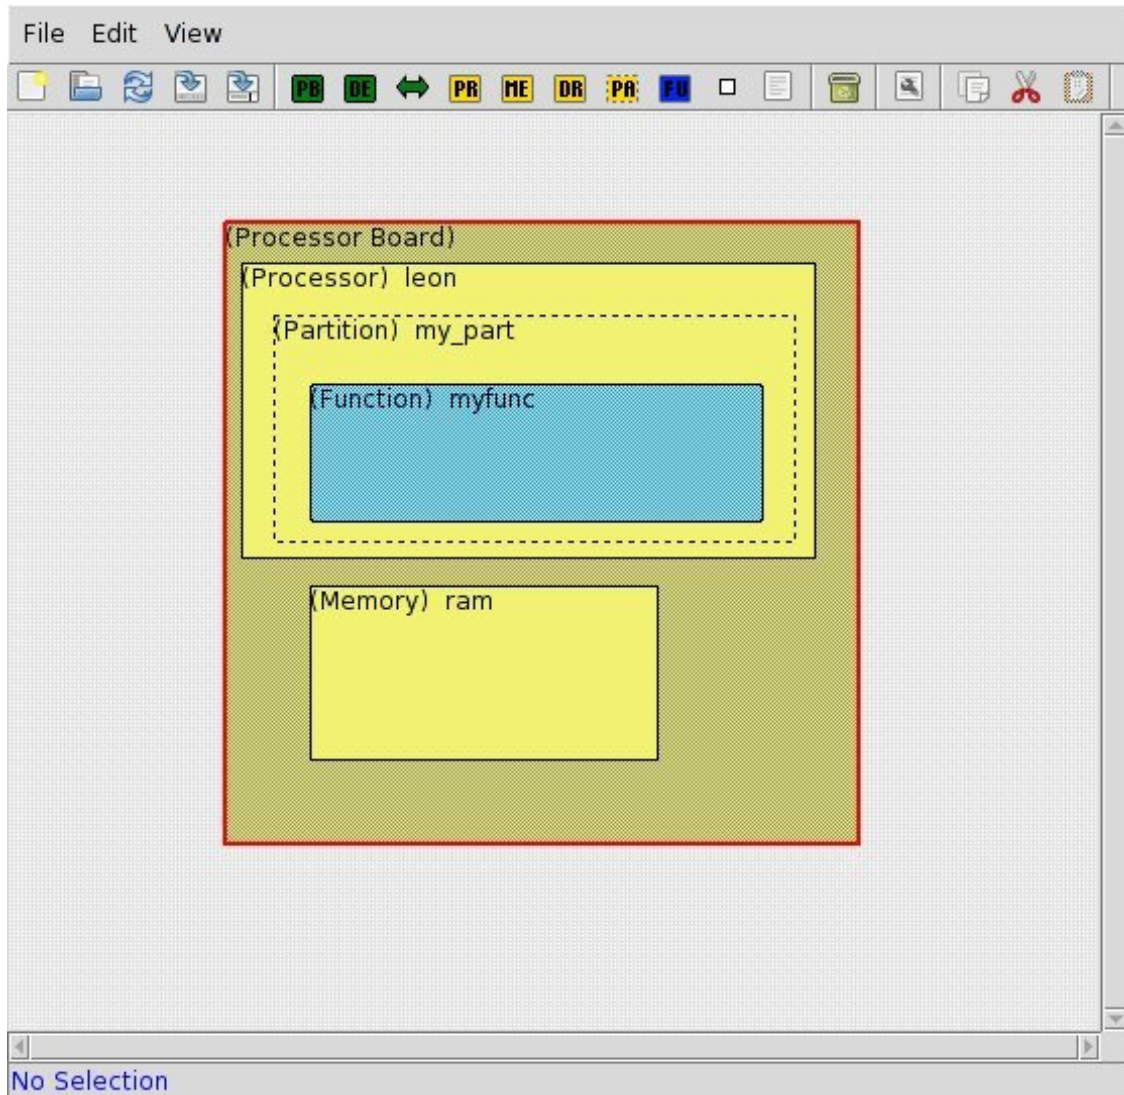 File Edit View
PB DE PR ME DR PA FU
(Processor Board)
(Processor) leon
(Partition) my_part
(Function) myfunc
(Memory) ram
No Selection